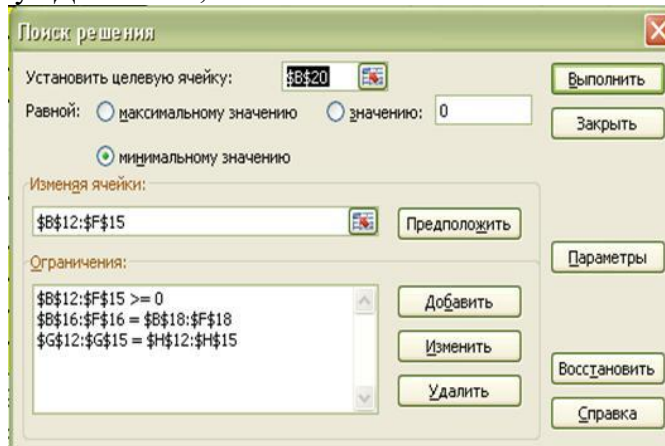 Поиск решения
Установить целевую ячейку: $B$20
Выполнить
Равной: максимальному значению значению: 0
Закрыть
минимальному значению
Изменяя ячейки:
$B$12:$F$15
Предположить
Параметры
Ограничения:
$B$12:$F$15 >= 0
$B$16:$F$16 = $B$18:$F$18
$G$12:$G$15 = $H$12:$H$15
Добавить
Изменить
Удалить
Восстановить
Справка